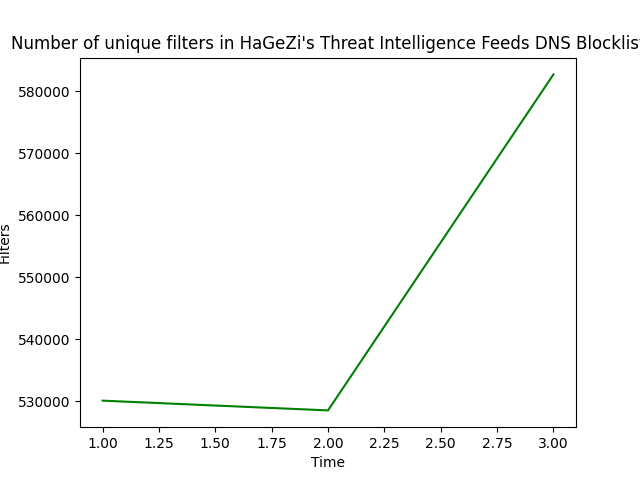 Number of unique filters in HaGeZi's Threat Intelligence Feeds DNS Blocklis
580000
570000
560000
550000
540000
530000
Filters
1.00 1.25 1.50 1.75 2.00 2.25 2.50 2.75 3.00
Time